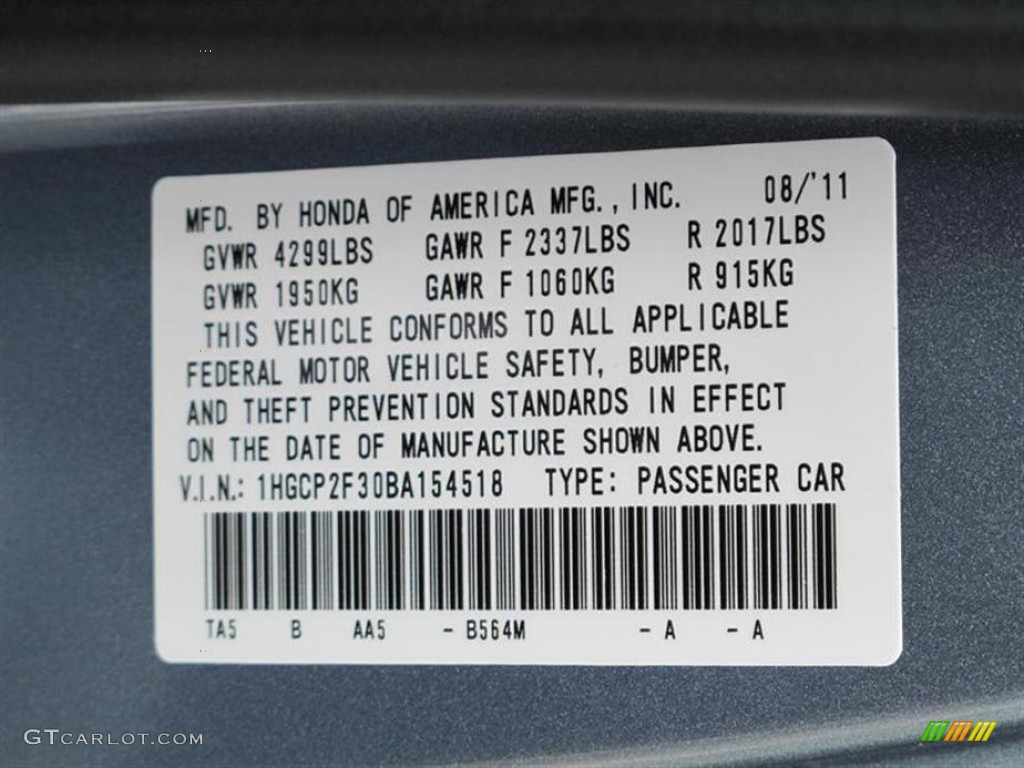 MFD. BY HONDA OF AMERICA MFG., INC. 08/'11
GVWR 4299LBS GAWR F 2337LBS R 2017LBS
GVWR 1950KG GAWR F 1060KG R 915KG
THIS VEHICLE CONFORMS TO ALL APPLICABLE
FEDERAL MOTOR VEHICLE SAFETY, BUMPER,
AND THEFT PREVENTION STANDARDS IN EFFECT
ON THE DATE OF MANUFACTURE SHOWN ABOVE.
V.I.N.: 1HGCP2F30BA154518 TYPE: PASSENGER CAR
TA5 B AA5 - B564M - A - A
GTCARLOT.COM